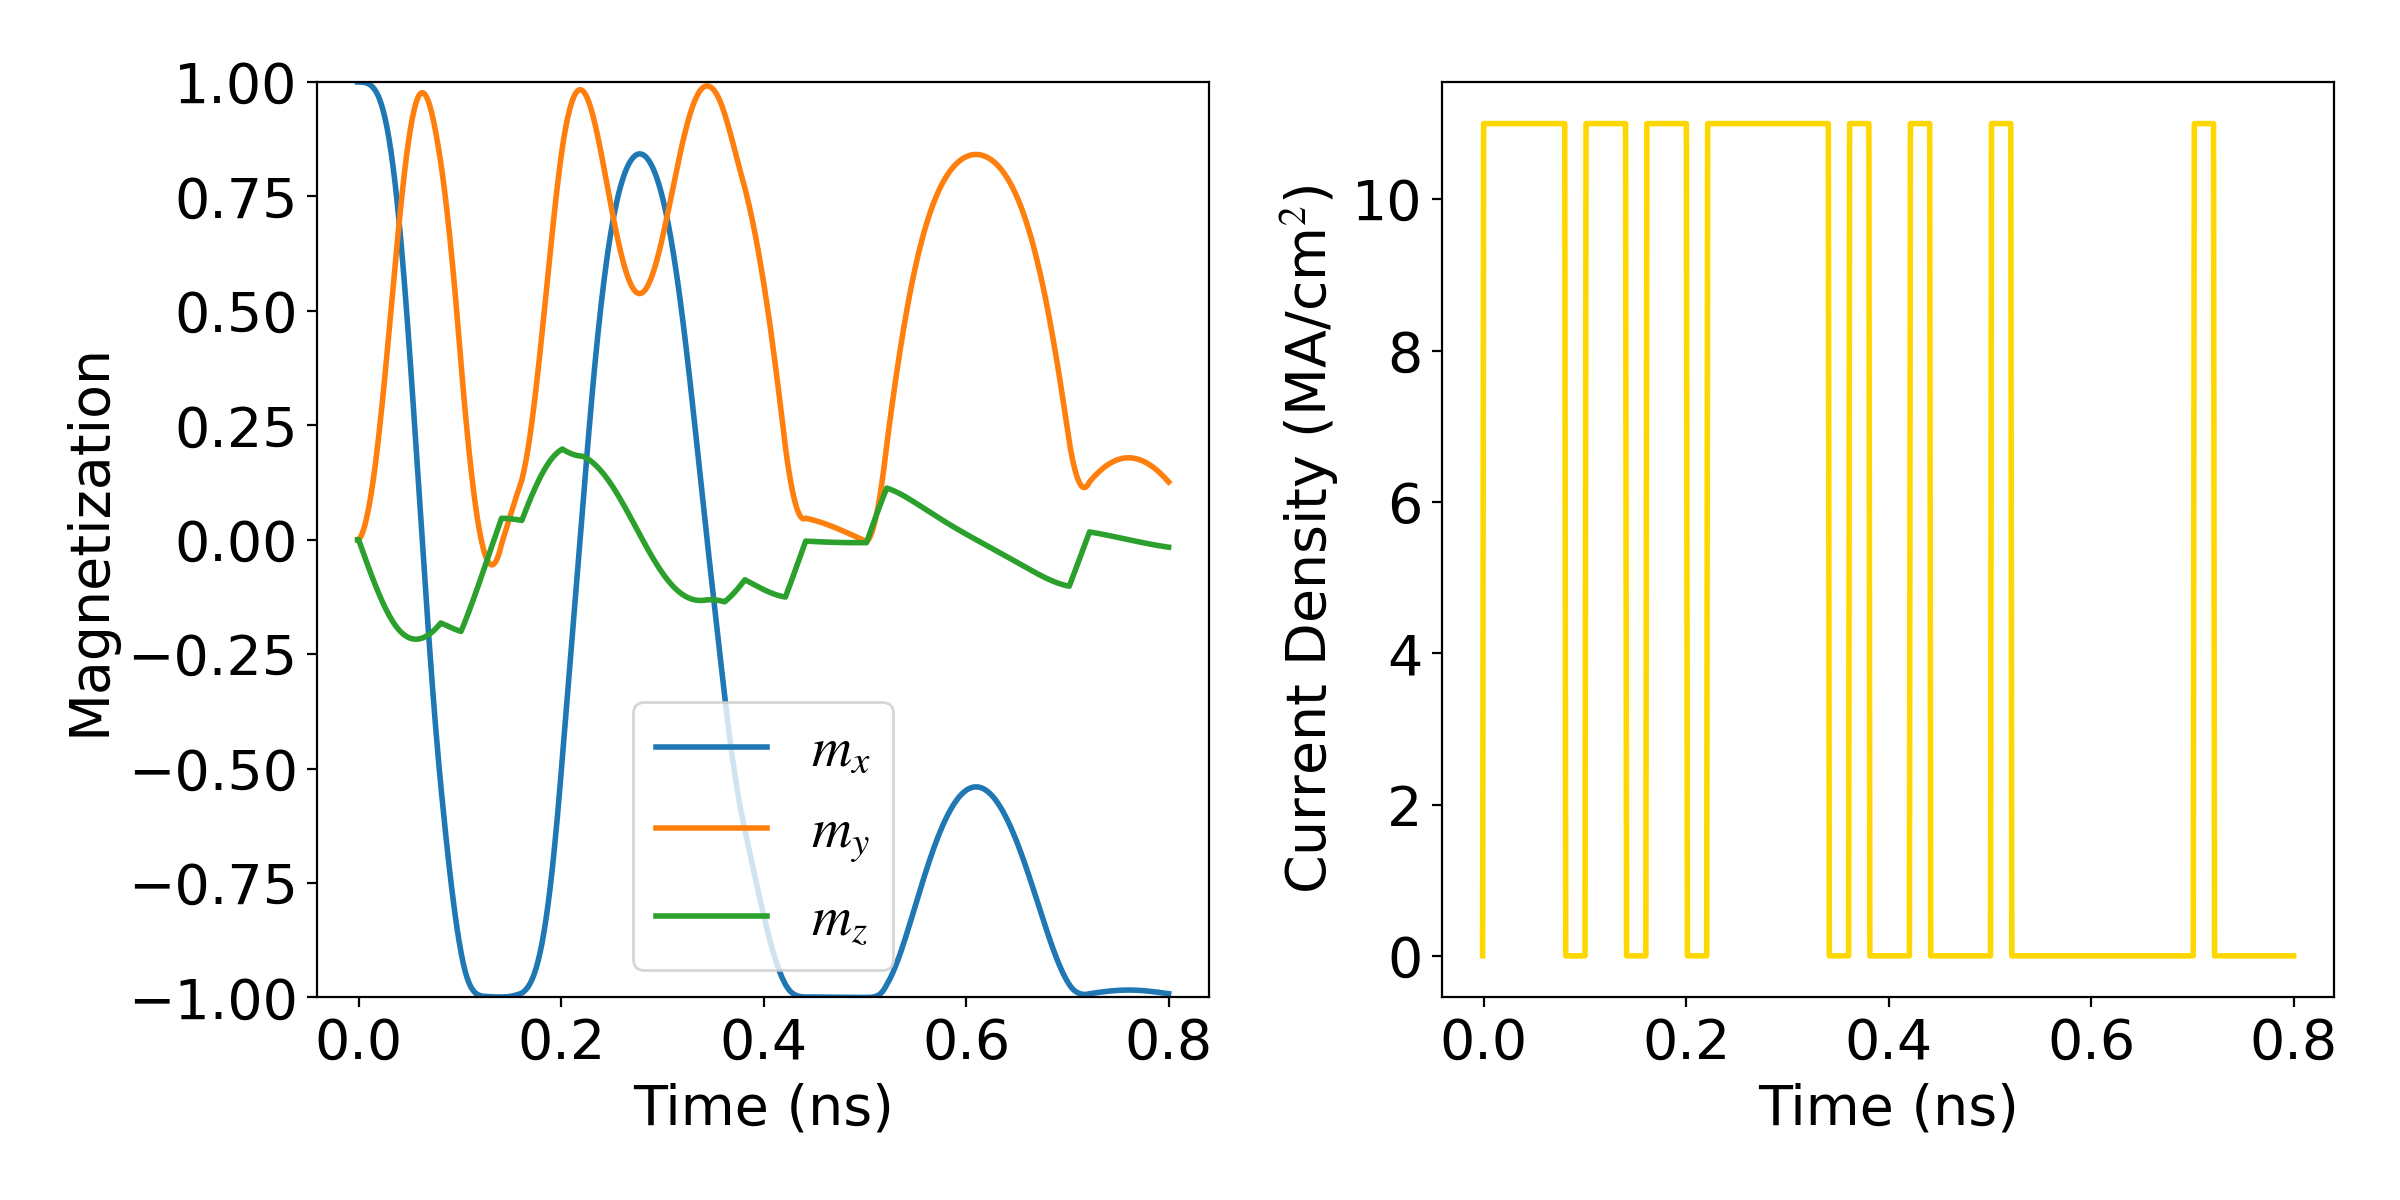 Magnetization
1.00
0.75
0.50
0.25
0.00
−0.25
−0.50
−0.75
−1.00
m_x
m_y
m_z
0.0 0.2 0.4 0.6 0.8
Time (ns)
Current Density (MA/cm²)
10
8
6
4
2
0
0.0 0.2 0.4 0.6 0.8
Time (ns)